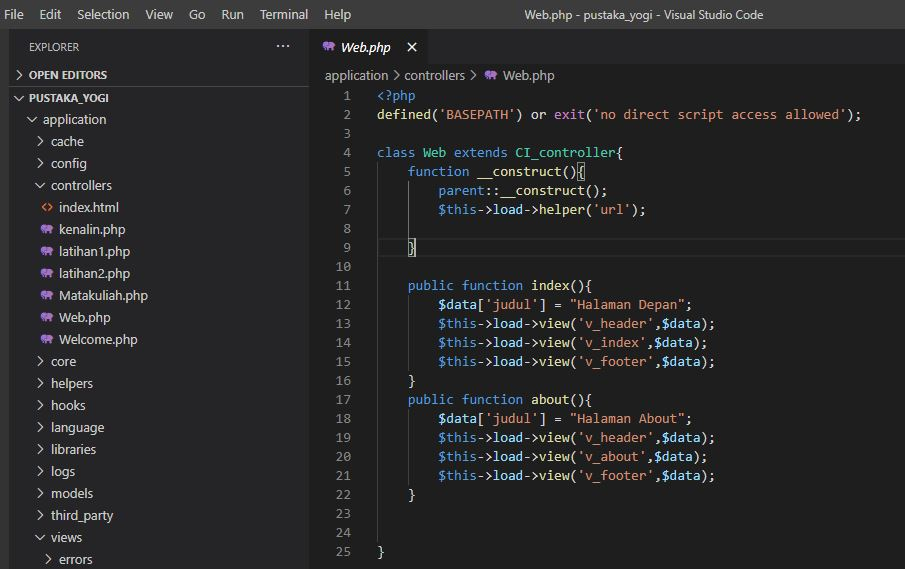 File Edit Selection View Go Run Terminal Help Web.php - pustaka_yogi - Visual Studio Code
EXPLORER ···
OPEN EDITORS
PUSTAKA_YOGI
application
cache
config
controllers
index.html
kenalin.php
latihan1.php
latihan2.php
Matakuliah.php
Web.php
Welcome.php
core
helpers
hooks
language
libraries
logs
models
third_party
views
errors
Web.php
application > controllers > Web.php
1 <?php
2 defined('BASEPATH') or exit('no direct script access allowed');
3
4 class Web extends CI_controller{
5 function __construct(){
6 parent::__construct();
7 $this->load->helper('url');
8
9 }
10
11 public function index(){
12 $data['judul'] = "Halaman Depan";
13 $this->load->view('v_header',$data);
14 $this->load->view('v_index',$data);
15 $this->load->view('v_footer',$data);
16 }
17 public function about(){
18 $data['judul'] = "Halaman About";
19 $this->load->view('v_header',$data);
20 $this->load->view('v_about',$data);
21 $this->load->view('v_footer',$data);
22 }
23
24
25 }